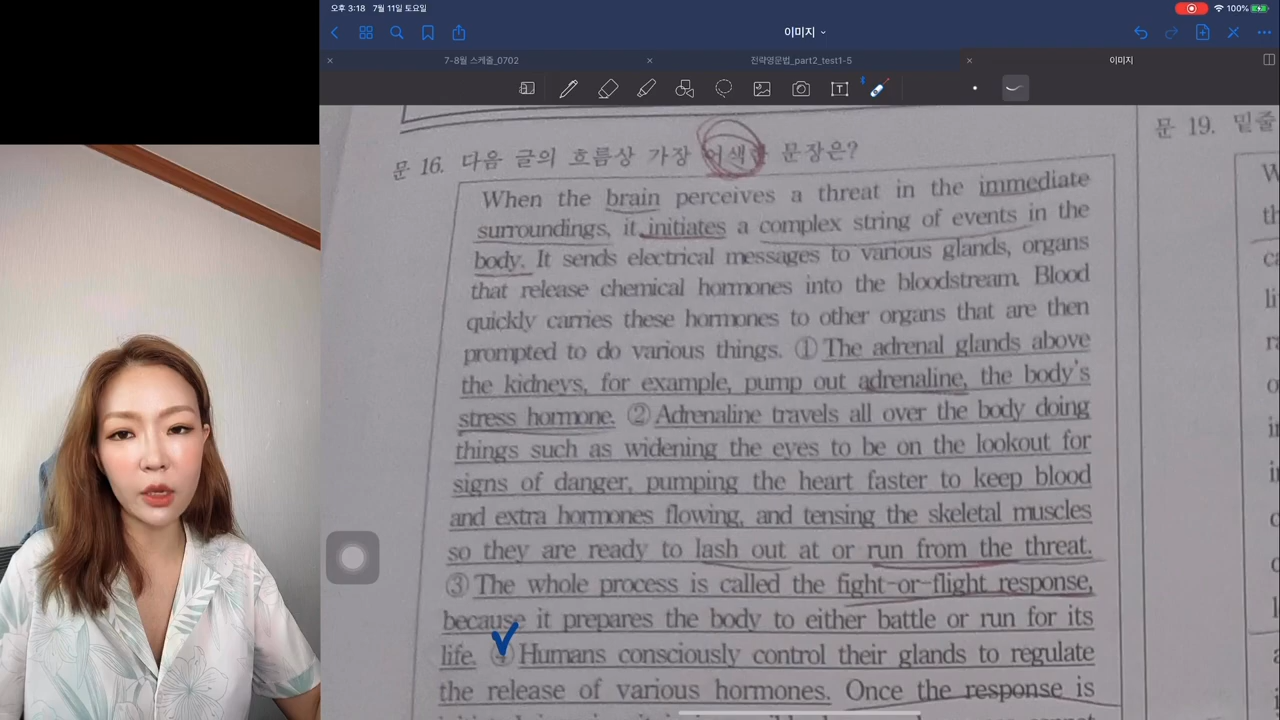 오후 3:18 7월 11일 토요일
100%
이미지
7-8월 스케줄_0702
전략영문법_part2_test1-5
이미지
문 16. 다음 글의 흐름상 가장 어색한 문장은?
When the brain perceives a threat in the immediate
surroundings, it initiates a complex string of events in the
body. It sends electrical messages to various glands, organs
that release chemical hormones into the bloodstream. Blood
quickly carries these hormones to other organs that are then
prompted to do various things. ① The adrenal glands above
the kidneys, for example, pump out adrenaline, the body's
stress hormone. ② Adrenaline travels all over the body doing
things such as widening the eyes to be on the lookout for
signs of danger, pumping the heart faster to keep blood
and extra hormones flowing, and tensing the skeletal muscles
so they are ready to lash out at or run from the threat.
③ The whole process is called the fight-or-flight response,
because it prepares the body to either battle or run for its
life. ④ Humans consciously control their glands to regulate
the release of various hormones. Once the response is
문 19. 밑줄